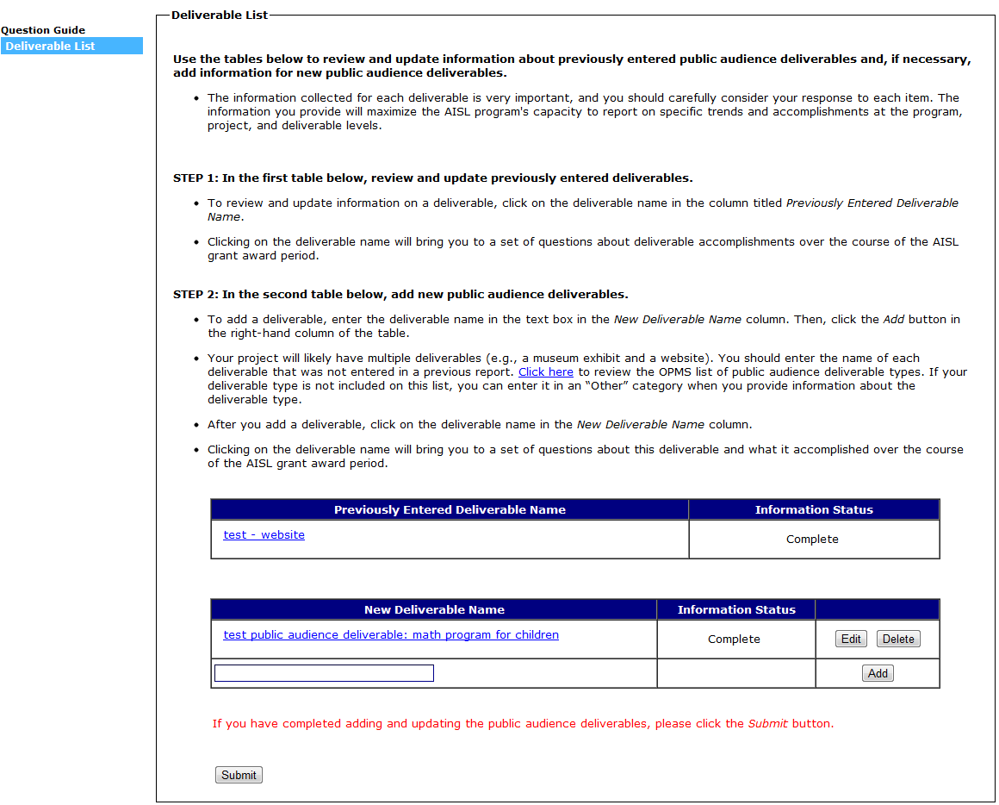 Deliverable List
Question Guide
Deliverable List
Use the tables below to review and update information about previously entered public audience deliverables and, if necessary,
add information for new public audience deliverables.
• The information collected for each deliverable is very important, and you should carefully consider your response to each item. The
information you provide will maximize the AISL program's capacity to report on specific trends and accomplishments at the program,
project, and deliverable levels.
STEP 1: In the first table below, review and update previously entered deliverables.
• To review and update information on a deliverable, click on the deliverable name in the column titled Previously Entered Deliverable
Name.
• Clicking on the deliverable name will bring you to a set of questions about deliverable accomplishments over the course of the AISL
grant award period.
STEP 2: In the second table below, add new public audience deliverables.
• To add a deliverable, enter the deliverable name in the text box in the New Deliverable Name column. Then, click the Add button in
the right-hand column of the table.
• Your project will likely have multiple deliverables (e.g., a museum exhibit and a website). You should enter the name of each
deliverable that was not entered in a previous report. Click here to review the OPMS list of public audience deliverable types. If your
deliverable type is not included on this list, you can enter it in an “Other” category when you provide information about the
deliverable type.
• After you add a deliverable, click on the deliverable name in the New Deliverable Name column.
• Clicking on the deliverable name will bring you to a set of questions about this deliverable and what it accomplished over the course
of the AISL grant award period.
Previously Entered Deliverable Name Information Status
test - website Complete
New Deliverable Name Information Status
test public audience deliverable: math program for children Complete Edit Delete
Add
If you have completed adding and updating the public audience deliverables, please click the Submit button.
Submit